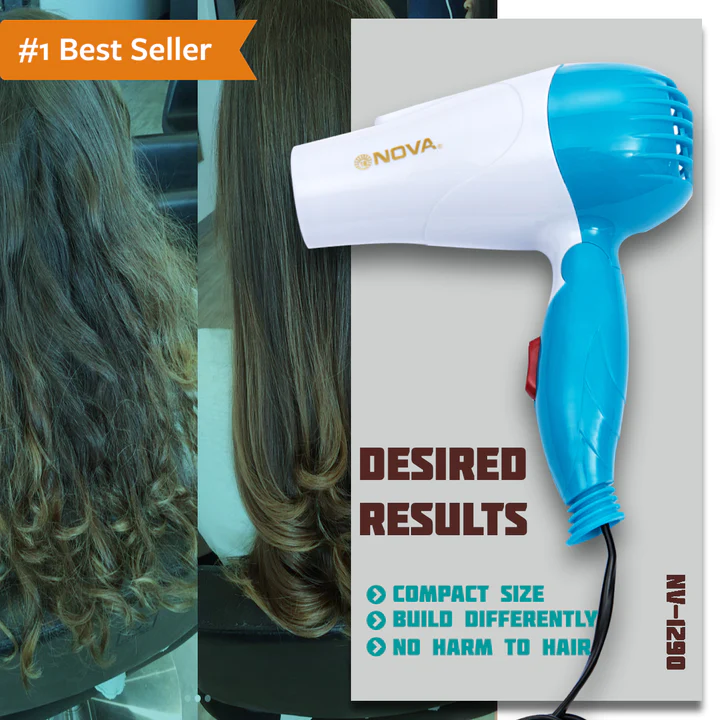 #1 Best Seller
NOVA
DESIRED
RESULTS
COMPACT SIZE
BUILD DIFFERENTLY
NO HARM TO HAIR
NV-1290